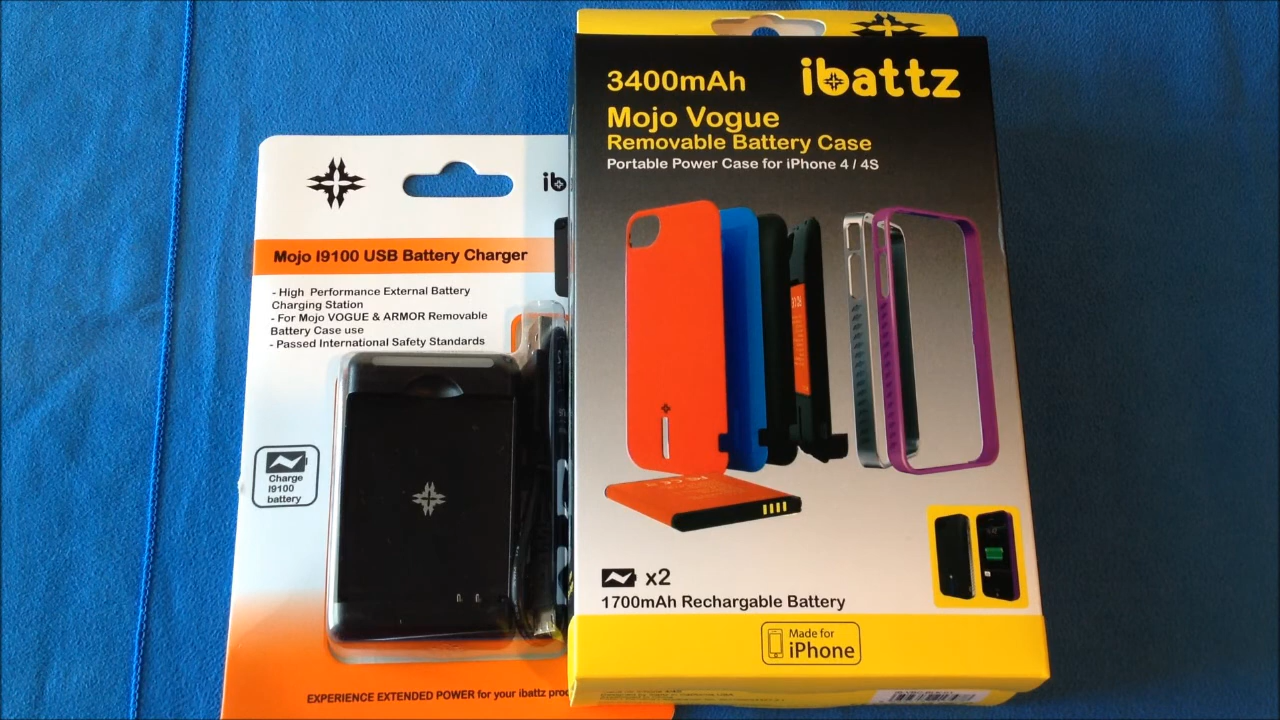 ib
Mojo I9100 USB Battery Charger
- High Performance External Battery
Charging Station
- For Mojo VOGUE & ARMOR Removable
Battery Case use
- Passed International Safety Standards
Charge
I9100
battery
EXPERIENCE EXTENDED POWER for your ibattz
3400mAh
ibattz
Mojo Vogue
Removable Battery Case
Portable Power Case for iPhone 4 / 4S
x2
1700mAh Rechargable Battery
Made for
iPhone